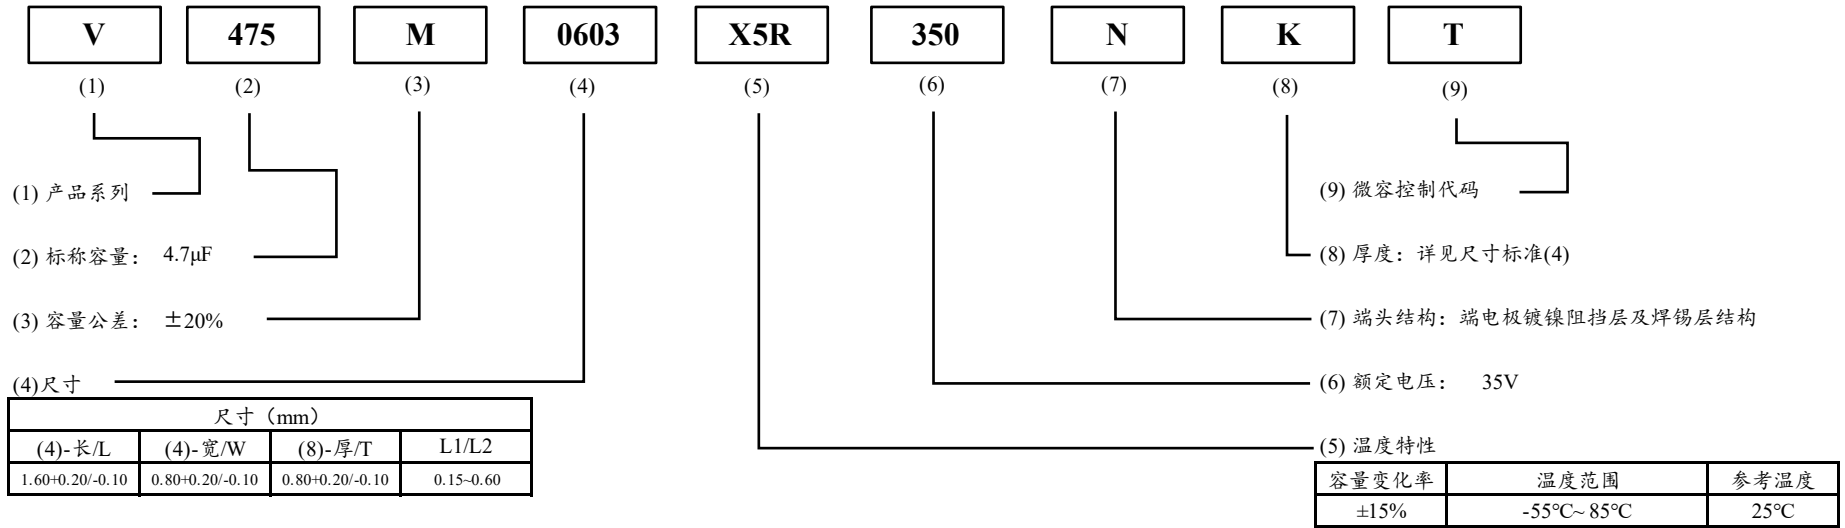 V 475 M 0603 X5R 350 N K T
(1) (2) (3) (4) (5) (6) (7) (8) (9)
(1) 产品系列
(9) 微容控制代码
(2) 标称容量： 4.7μF
(8) 厚度：详见尺寸标准(4)
(3) 容量公差： ±20%
(7) 端头结构：端电极镀镍阻挡层及焊锡层结构
(4)尺寸
(6) 额定电压： 35V
尺寸（mm）
(4)-长/L (4)-宽/W (8)-厚/T L1/L2
1.60+0.20/-0.10 0.80+0.20/-0.10 0.80+0.20/-0.10 0.15~0.60
(5) 温度特性
容量变化率 温度范围 参考温度
±15% -55℃~ 85℃ 25℃